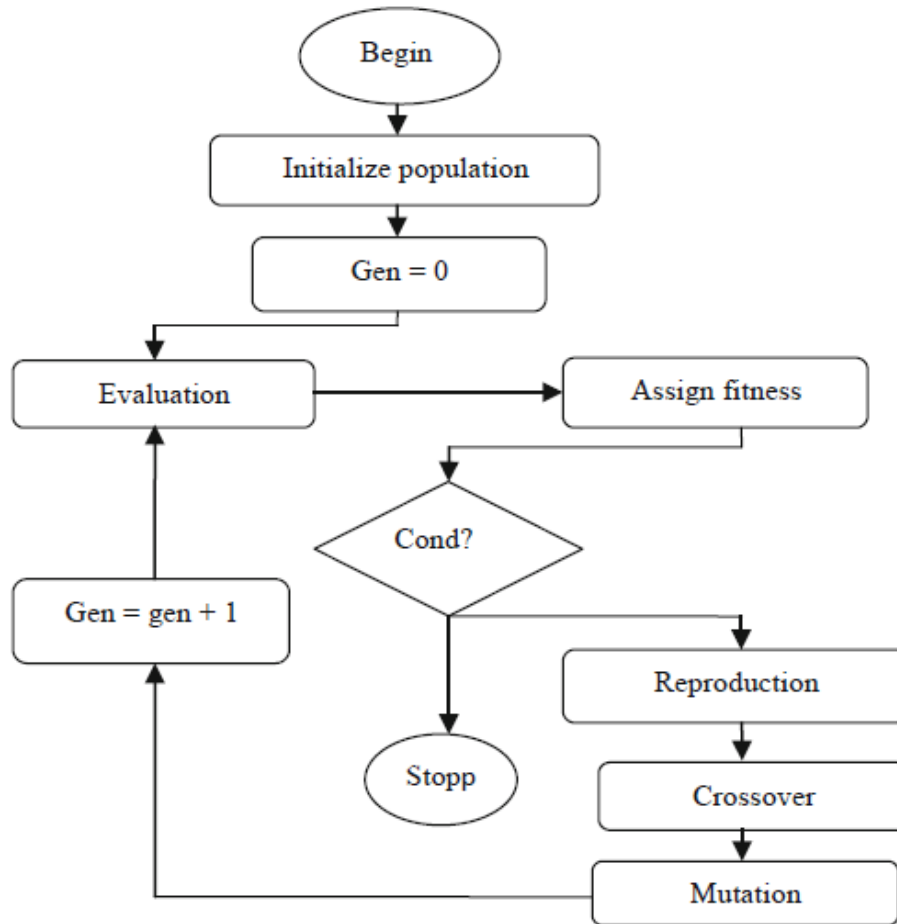 Begin
Initialize population
Gen = 0
Evaluation
Assign fitness
Cond?
Gen = gen + 1
Reproduction
Stopp
Crossover
Mutation